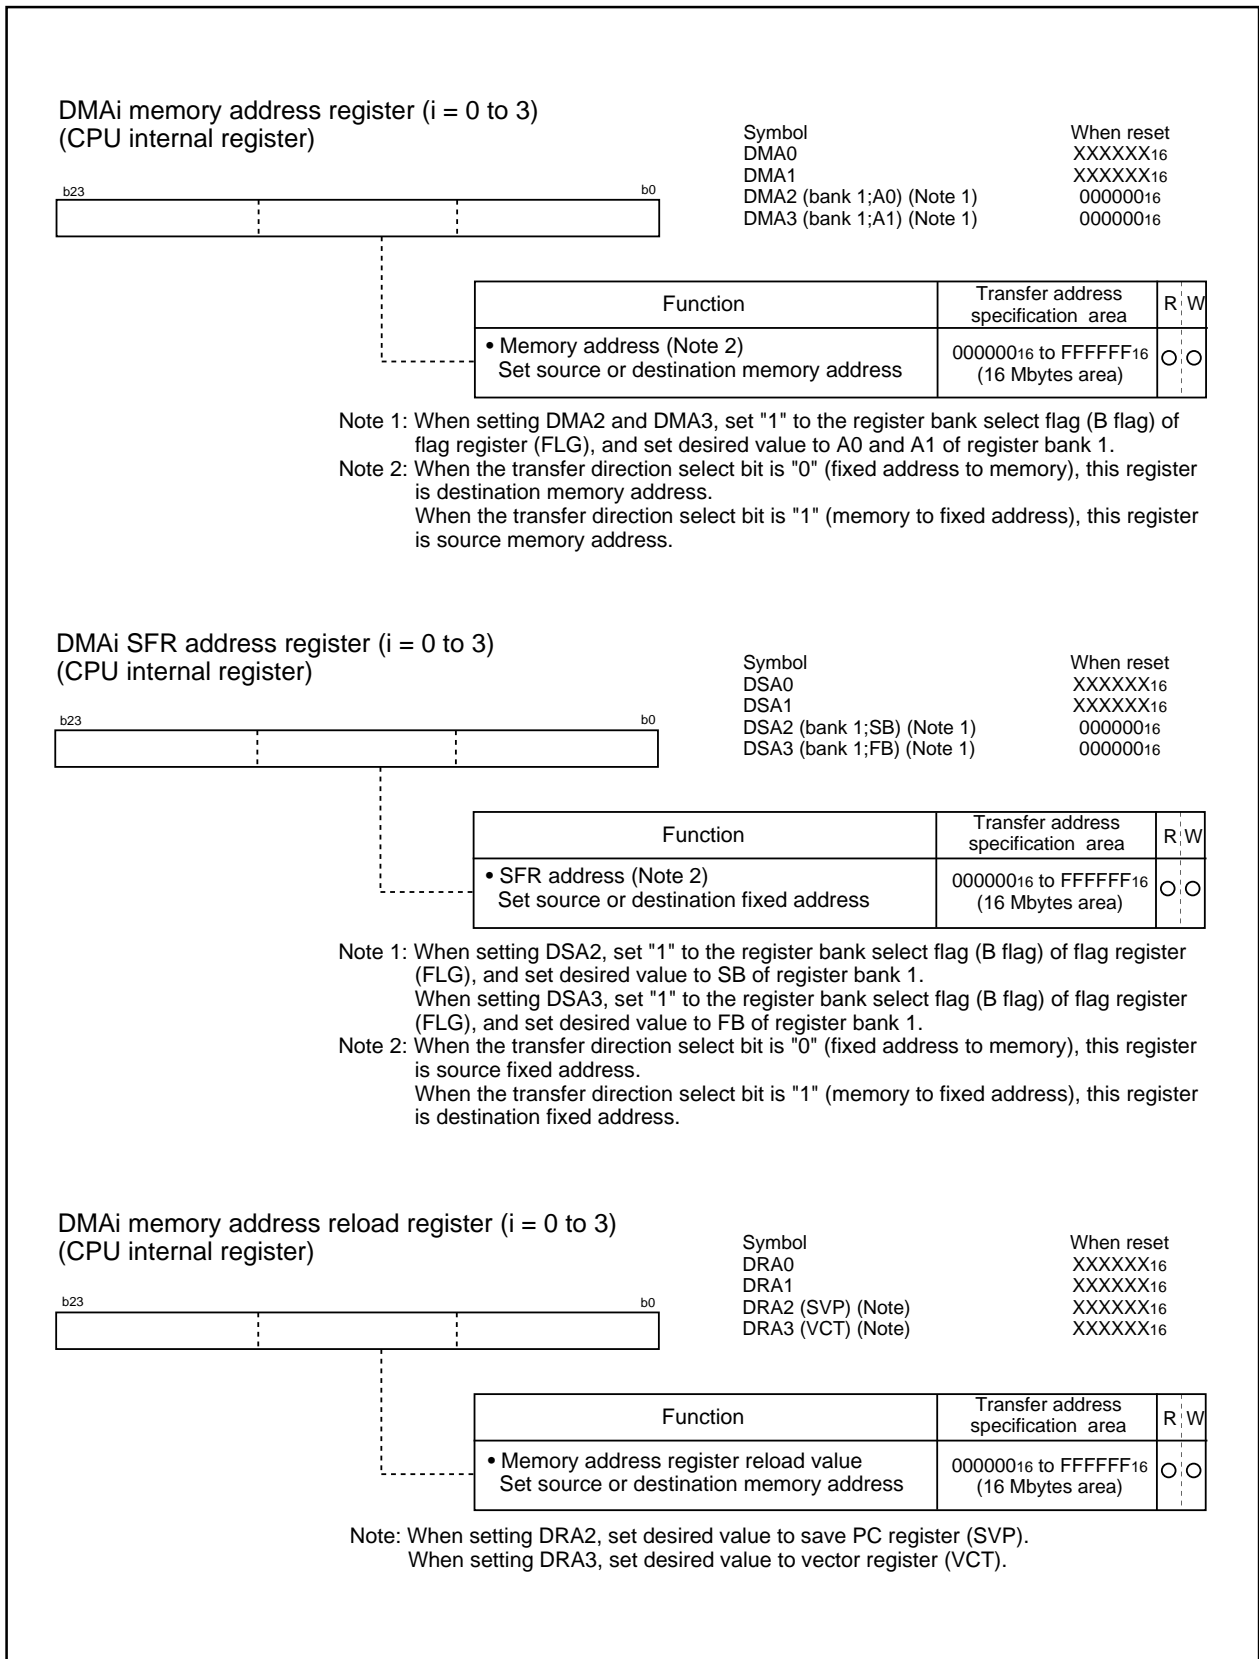 DMAi memory address register (i = 0 to 3)
(CPU internal register)
Symbol When reset
DMA0 XXXXXX16
DMA1 XXXXXX16
DMA2 (bank 1;A0) (Note 1) 00000016
DMA3 (bank 1;A1) (Note 1) 00000016
b23 b0
Function Transfer address specification area R W
• Memory address (Note 2)
Set source or destination memory address
00000016 to FFFFFF16
(16 Mbytes area)
Note 1: When setting DMA2 and DMA3, set "1" to the register bank select flag (B flag) of
flag register (FLG), and set desired value to A0 and A1 of register bank 1.
Note 2: When the transfer direction select bit is "0" (fixed address to memory), this register
is destination memory address.
When the transfer direction select bit is "1" (memory to fixed address), this register
is source memory address.
DMAi SFR address register (i = 0 to 3)
(CPU internal register)
Symbol When reset
DSA0 XXXXXX16
DSA1 XXXXXX16
DSA2 (bank 1;SB) (Note 1) 00000016
DSA3 (bank 1;FB) (Note 1) 00000016
b23 b0
Function Transfer address specification area R W
• SFR address (Note 2)
Set source or destination fixed address
00000016 to FFFFFF16
(16 Mbytes area)
Note 1: When setting DSA2, set "1" to the register bank select flag (B flag) of flag register
(FLG), and set desired value to SB of register bank 1.
When setting DSA3, set "1" to the register bank select flag (B flag) of flag register
(FLG), and set desired value to FB of register bank 1.
Note 2: When the transfer direction select bit is "0" (fixed address to memory), this register
is source fixed address.
When the transfer direction select bit is "1" (memory to fixed address), this register
is destination fixed address.
DMAi memory address reload register (i = 0 to 3)
(CPU internal register)
Symbol When reset
DRA0 XXXXXX16
DRA1 XXXXXX16
DRA2 (SVP) (Note) XXXXXX16
DRA3 (VCT) (Note) XXXXXX16
b23 b0
Function Transfer address specification area R W
• Memory address register reload value
Set source or destination memory address
00000016 to FFFFFF16
(16 Mbytes area)
Note: When setting DRA2, set desired value to save PC register (SVP).
When setting DRA3, set desired value to vector register (VCT).